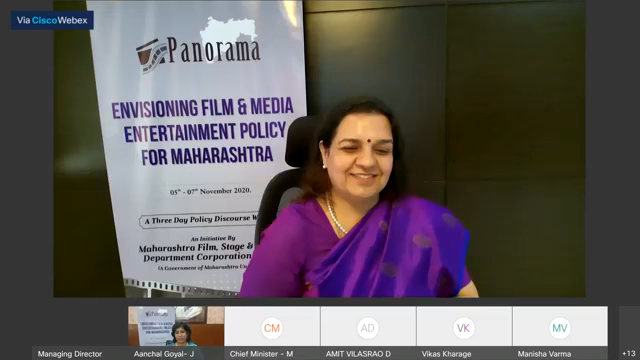 Via Cisco Webex
Panorama
ENVISIONING FILM & MEDIA
ENTERTAINMENT POLICY
FOR MAHARASHTRA
05th - 07th November 2020.
A Three Day Policy Discourse W
An Initiative By
Maharashtra Film, Stage &
Department Corporation
(A Government of Maharashtra Un
CM
AD
VK
MV
+13
Managing Director
Aanchal Goyal- J
Chief Minister - M
AMIT VILASRAO D
Vikas Kharage
Manisha Varma